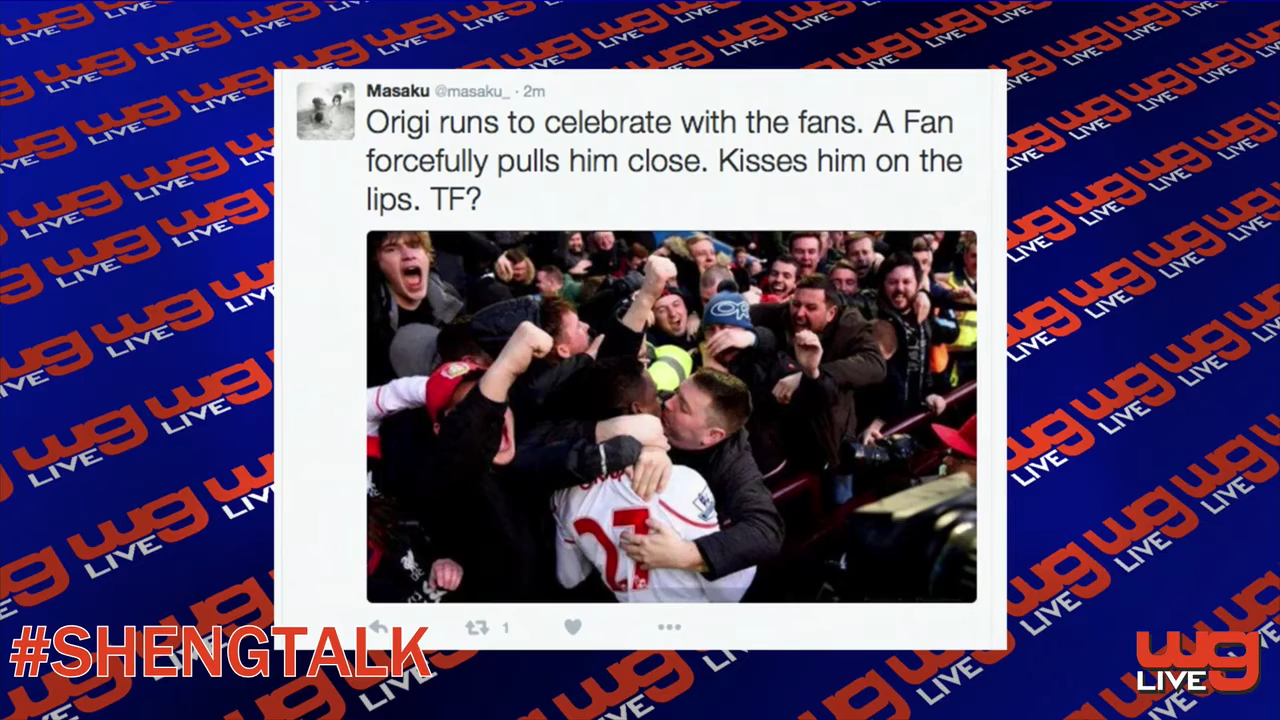 Masaku @masaku_ · 2m
Origi runs to celebrate with the fans. A Fan
forcefully pulls him close. Kisses him on the
lips. TF?
27
1
#SHENGTALK
wg
LIVE